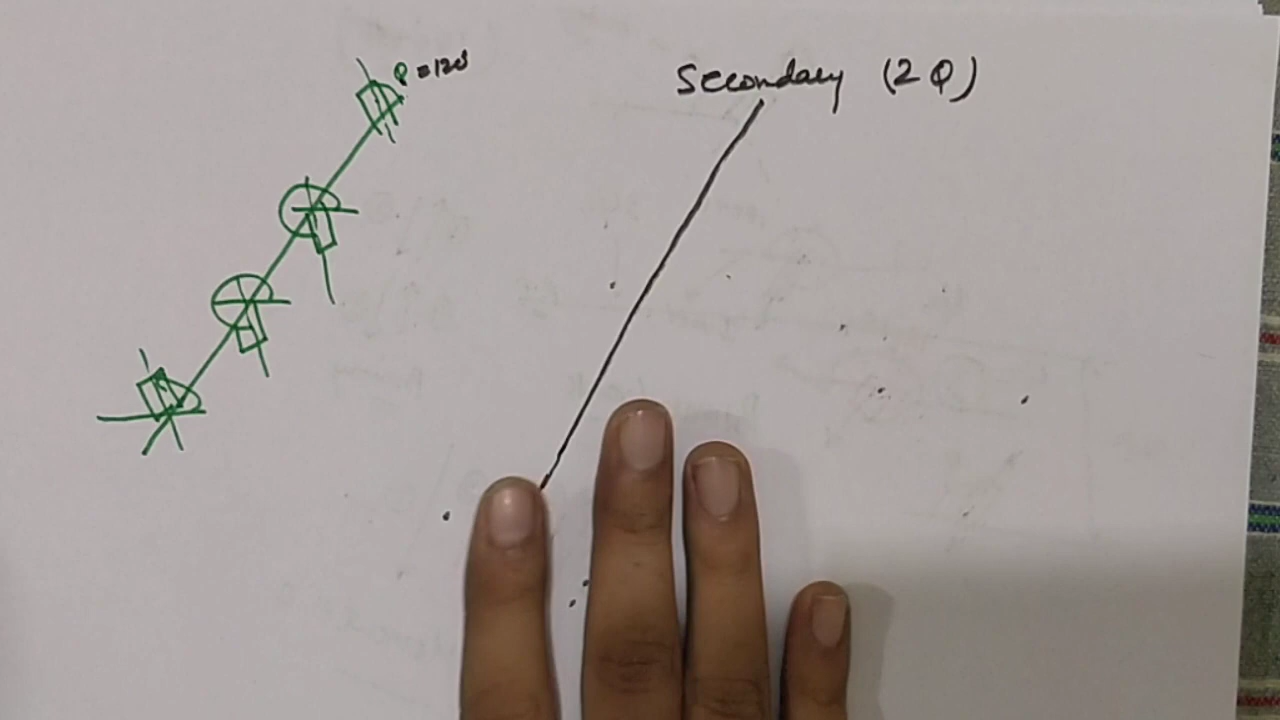 φ = 120
Secondary (2φ)